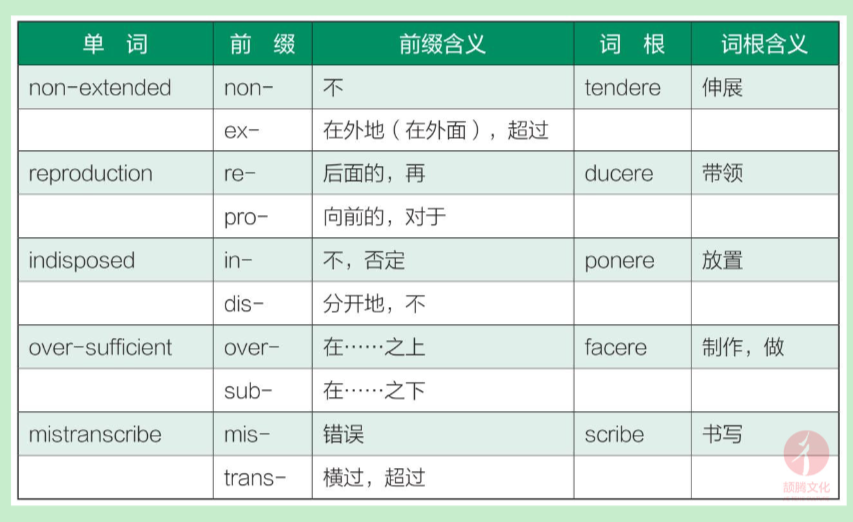 单 词 前 缀 前缀含义 词 根 词根含义
non-extended non- 不 tendere 伸展
ex- 在外地（在外面），超过
reproduction re- 后面的，再 ducere 带领
pro- 向前的，对于
indisposed in- 不，否定 ponere 放置
dis- 分开地，不
over-sufficient over- 在……之上 facere 制作，做
sub- 在……之下
mistranscribe mis- 错误 scribe 书写
trans- 横过，超过
颉腾文化